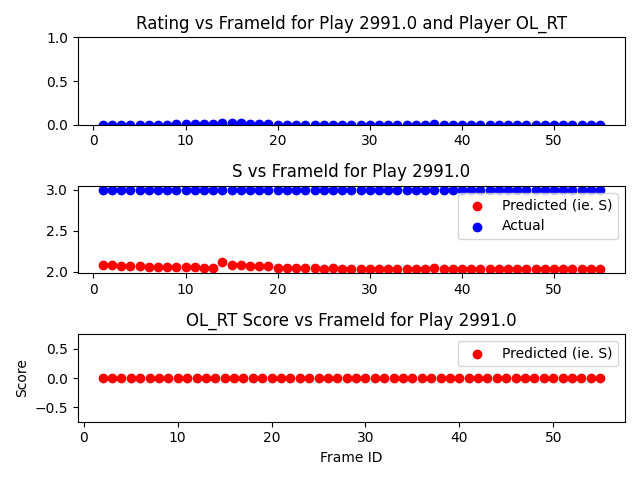 Rating vs FrameId for Play 2991.0 and Player OL_RT
1.0
0.5
0.0
0 10 20 30 40 50
S vs FrameId for Play 2991.0
3.0
2.5
2.0
Predicted (ie. S)
Actual
0 10 20 30 40 50
OL_RT Score vs FrameId for Play 2991.0
Score
0.5
0.0
−0.5
Predicted (ie. S)
0 10 20 30 40 50
Frame ID